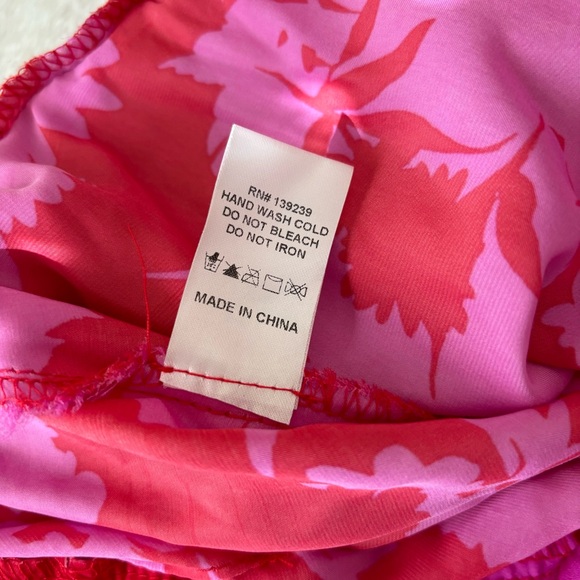 RN# 139239
HAND WASH COLD
DO NOT BLEACH
DO NOT IRON
MADE IN CHINA